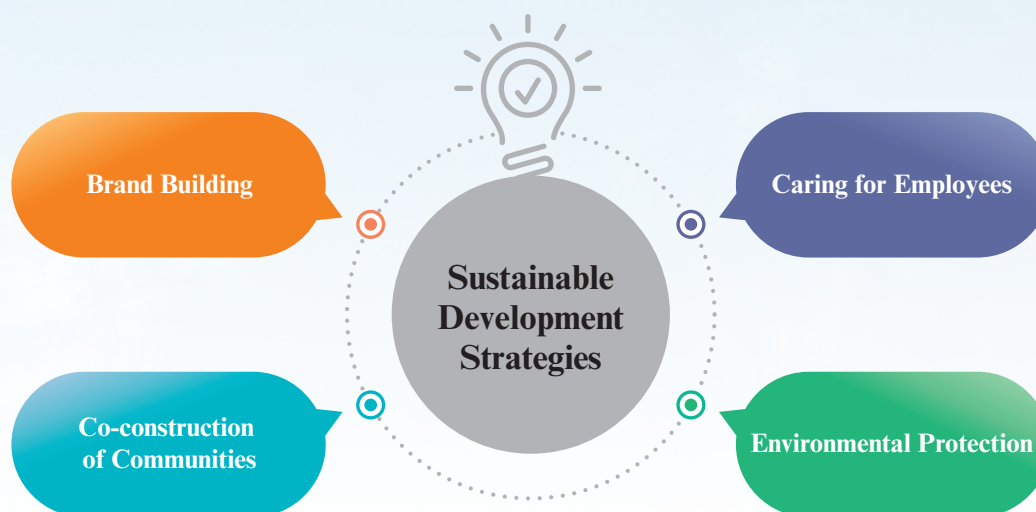 Brand Building
Caring for Employees
Sustainable
Development
Strategies
Co-construction
of Communities
Environmental Protection